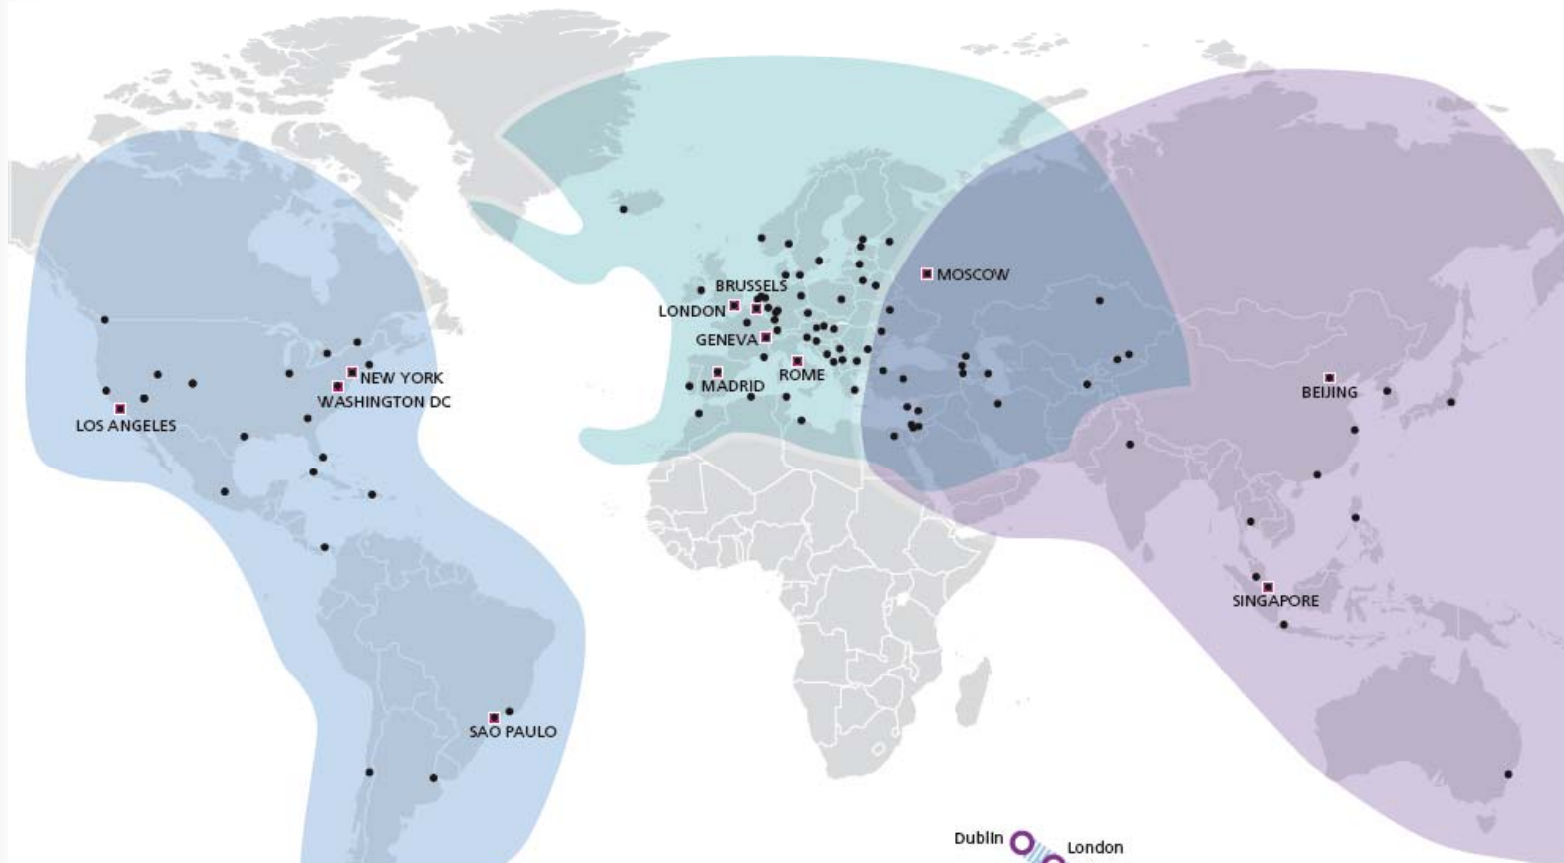 MOSCOW
BRUSSELS
LONDON
GENEVA
ROME
NEW YORK
MADRID
BEIJING
WASHINGTON DC
LOS ANGELES
SINGAPORE
SAO PAULO
Dublin
London